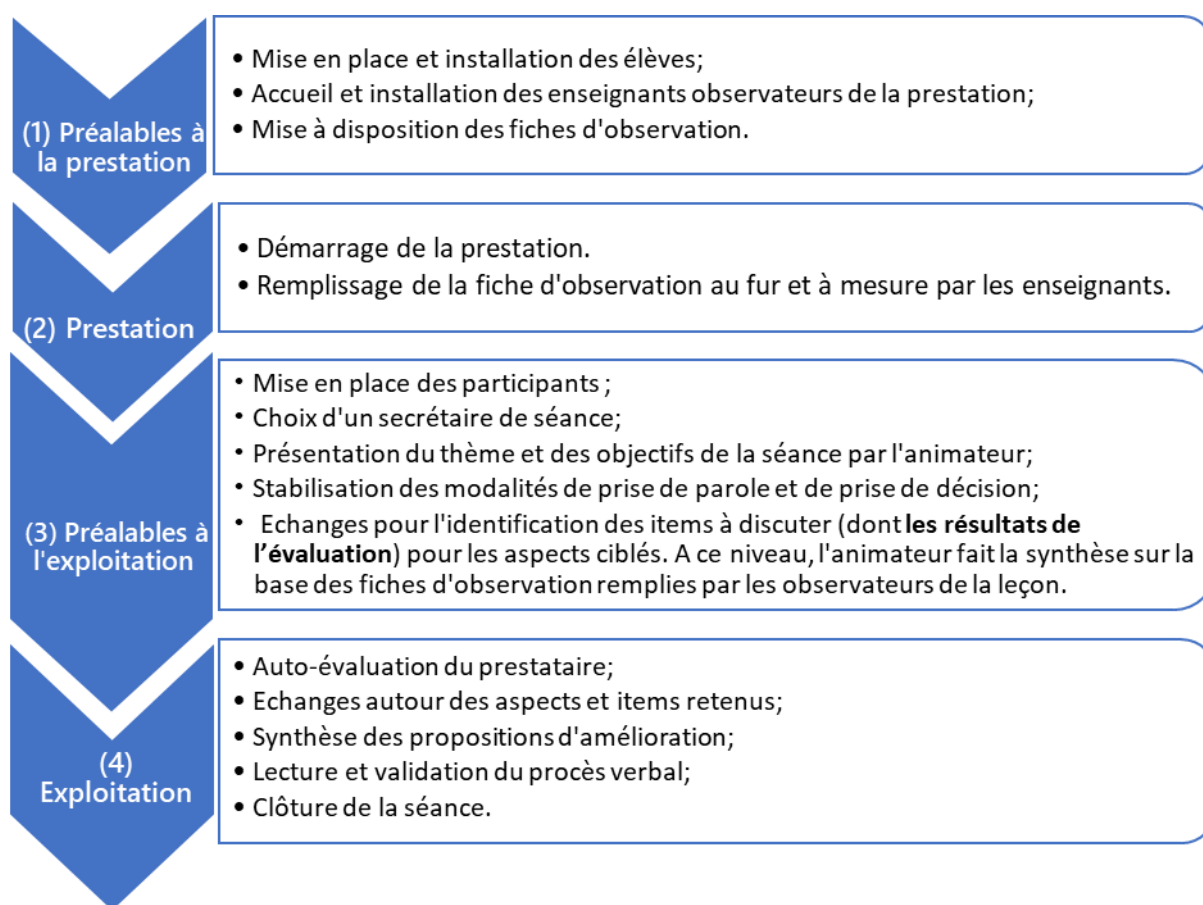 (1) Préalables à
la prestation
• Mise en place et installation des élèves;
• Accueil et installation des enseignants observateurs de la prestation;
• Mise à disposition des fiches d'observation.
(2) Prestation
• Démarrage de la prestation.
• Remplissage de la fiche d'observation au fur et à mesure par les enseignants.
(3) Préalables à
l'exploitation
• Mise en place des participants ;
• Choix d'un secrétaire de séance;
• Présentation du thème et des objectifs de la séance par l'animateur;
• Stabilisation des modalités de prise de parole et de prise de décision;
• Echanges pour l'identification des items à discuter (dont les résultats de
l’évaluation) pour les aspects ciblés. A ce niveau, l'animateur fait la synthèse sur la
base des fiches d'observation remplies par les observateurs de la leçon.
(4)
Exploitation
• Auto-évaluation du prestataire;
• Echanges autour des aspects et items retenus;
• Synthèse des propositions d'amélioration;
• Lecture et validation du procès verbal;
• Clôture de la séance.